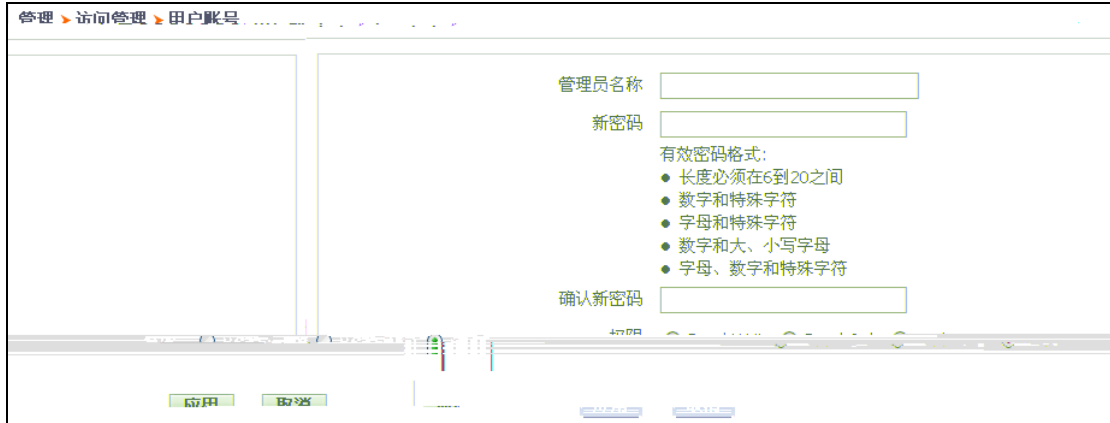 管理 ➤ 访问管理 ➤ 用户账号
管理员名称
新密码
有效密码格式:
● 长度必须在6到20之间
● 数字和特殊字符
● 字母和特殊字符
● 数字和大、小写字母
● 字母、数字和特殊字符
确认新密码
权限
应用 取消